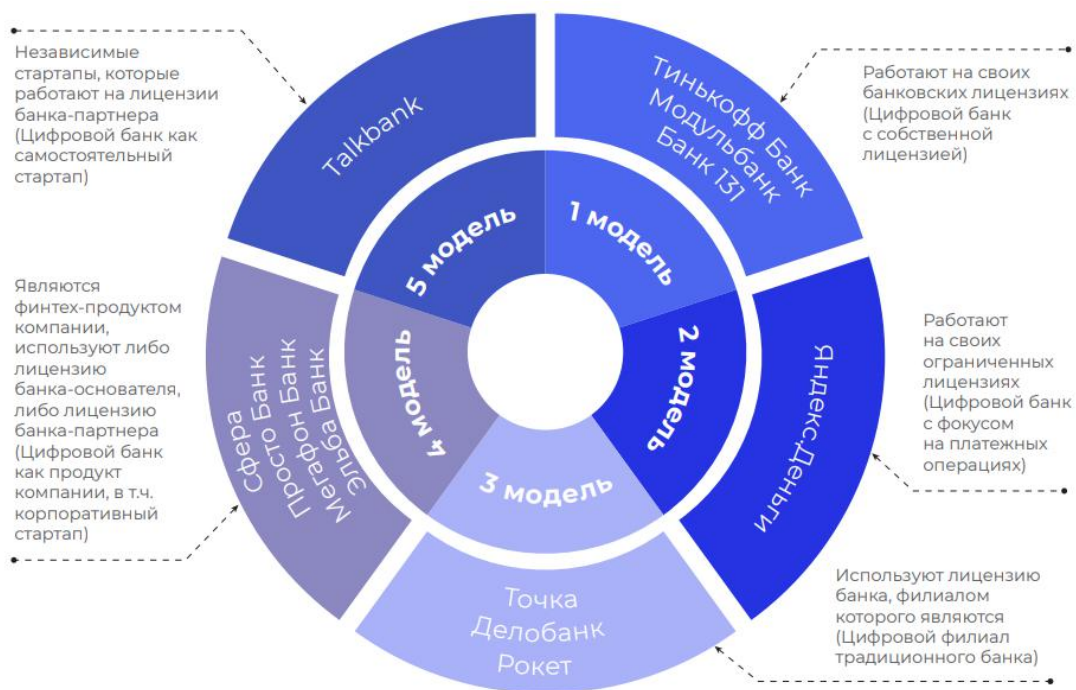 Независимые
стартапы, которые
работают на лицензии
банка-партнера
(Цифровой банк как
самостоятельный
стартап)
Talkbank
5 модель
Тинькофф Банк
Модульбанк
Банк 131
1 модель
Работают на своих
банковских лицензиях
(Цифровой банк
с собственной
лицензией)
Являются
финтех-продуктом
компании,
используют либо
лицензию
банка-основателя,
либо лицензию
банка-партнера
(Цифровой банк
как продукт
компании, в т.ч.
корпоративный
стартап)
Сфера
Просто Банк
Мегафон Банк
Эльба Банк
4 модель
2 модель
Яндекс.Деньги
Работают
на своих
ограниченных
лицензиях
(Цифровой банк
с фокусом
на платежных
операциях)
3 модель
Точка
Делобанк
Рокет
Используют лицензию
банка, филиалом
которого являются
(Цифровой филиал
традиционного банка)